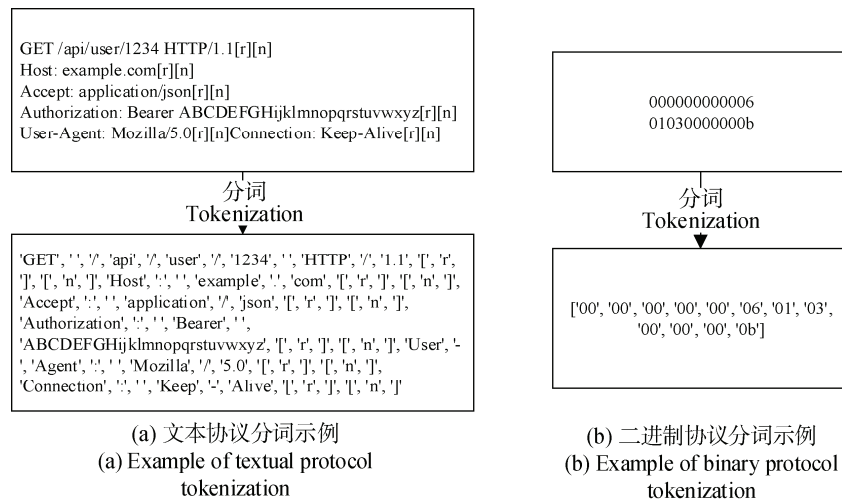 GET /api/user/1234 HTTP/1.1[r][n]
Host: example.com[r][n]
Accept: application/json[r][n]
Authorization: Bearer ABCDEFGHijklmnopqrstuvwxyz[r][n]
User-Agent: Mozilla/5.0[r][n]Connection: Keep-Alive[r][n]
分词
Tokenization
'GET', ' ', '/', 'api', '/', 'user', '/', '1234', ' ', 'HTTP', '/', '1.1', '[', 'r',
']', '[', 'n', ']', 'Host', ':', ' ', 'example', '.', 'com', '[', 'r', ']', '[', 'n', ']',
'Accept', ':', ' ', 'application', '/', 'json', '[', 'r', ']', '[', 'n', ']',
'Authorization', ':', ' ', 'Bearer', ' ',
'ABCDEFGHijklmnopqrstuvwxyz', '[', 'r', ']', '[', 'n', ']', 'User', '-
', 'Agent', ':', ' ', 'Mozilla', '/', '5.0', '[', 'r', ']', '[', 'n', ']',
'Connection', ':', ' ', 'Keep', '-', 'Alive', '[', 'r', ']', '[', 'n', ']'
(a) 文本协议分词示例
(a) Example of textual protocol
tokenization
000000000006
01030000000b
分词
Tokenization
['00', '00', '00', '00', '00', '06', '01', '03',
'00', '00', '00', '0b']
(b) 二进制协议分词示例
(b) Example of binary protocol
tokenization